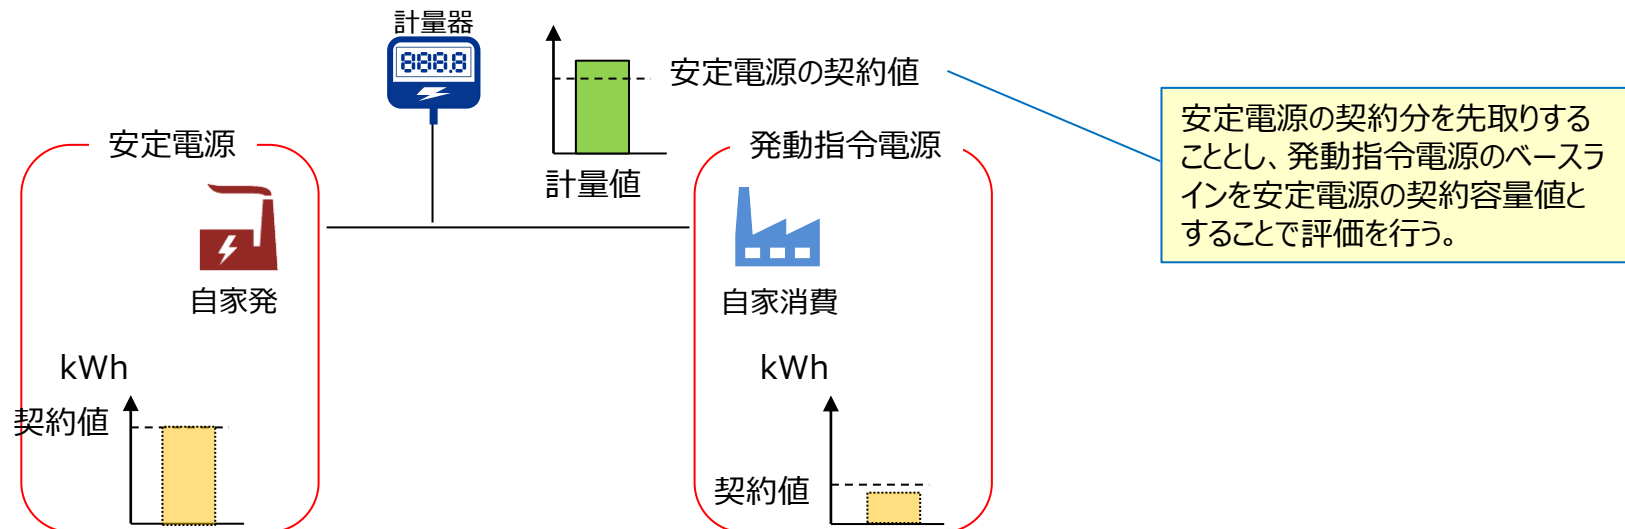 計量器
888.8
安定電源の契約値
計量値
安定電源の契約分を先取りする
こととし、発動指令電源のベースラ
インを安定電源の契約容量値と
することで評価を行う。
安定電源
自家発
kWh
契約値
発動指令電源
自家消費
kWh
契約値